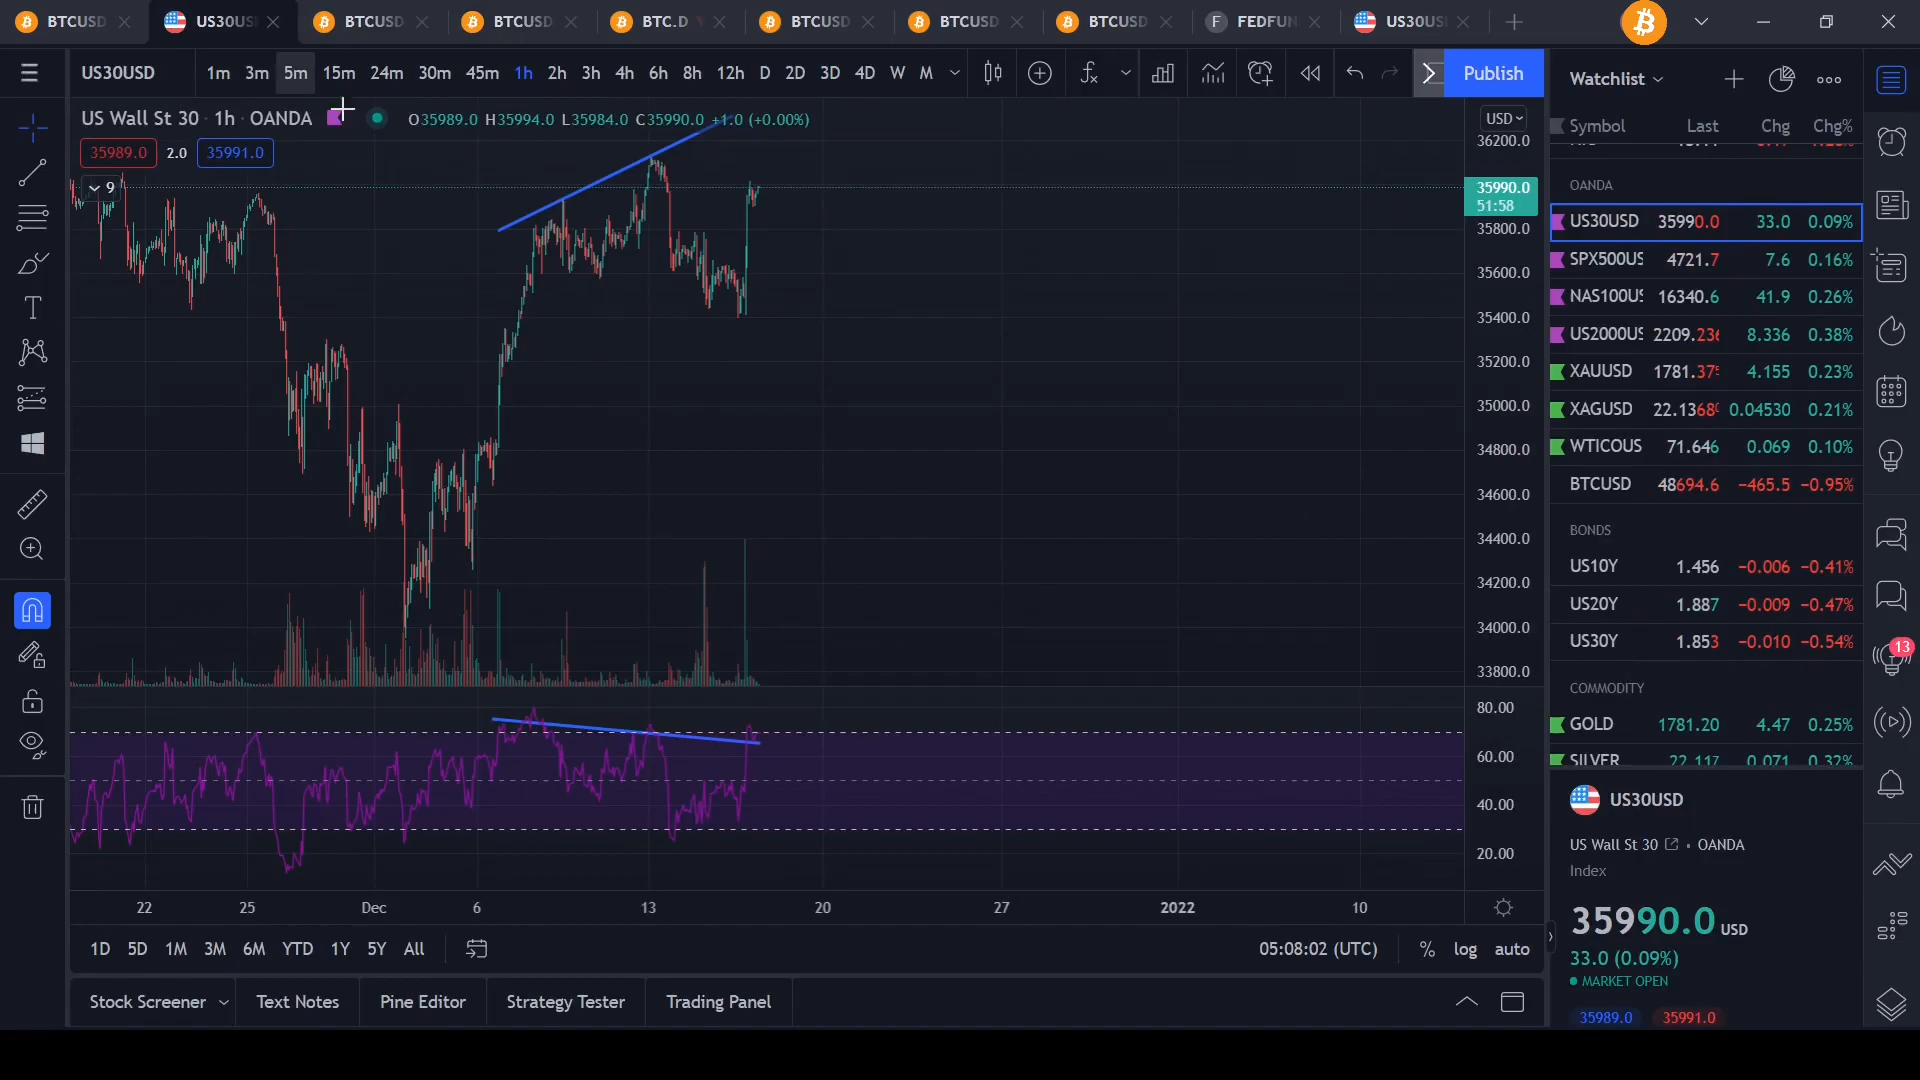 BTCUSD US30US BTCUSD BTCUSD BTC.D BTCUSD BTCUSD BTCUSD FEDFUN US30US
US30USD 1m 3m 5m 15m 24m 30m 45m 1h 2h 3h 4h 6h 8h 12h D 2D 3D 4D W M Publish
US Wall St 30 · 1h · OANDA O35989.0 H35994.0 L35984.0 C35990.0 +1.0 (+0.00%)
35989.0 2.0 35991.0
9
USD
36200.0
35990.0
51:58
35800.0
35600.0
35400.0
35200.0
35000.0
34800.0
34600.0
34400.0
34200.0
34000.0
33800.0
80.00
60.00
40.00
20.00
22 25 Dec 6 13 20 27 2022 10
1D 5D 1M 3M 6M YTD 1Y 5Y All 05:08:02 (UTC) % log auto
Stock Screener Text Notes Pine Editor Strategy Tester Trading Panel
Watchlist
Symbol Last Chg Chg%
OANDA
US30USD 35990.0 33.0 0.09%
SPX500US 4721.7 7.6 0.16%
NAS100US 16340.6 41.9 0.26%
US2000US 2209.236 8.336 0.38%
XAUUSD 1781.375 4.155 0.23%
XAGUSD 22.1368 0.04530 0.21%
WTICOUS 71.646 0.069 0.10%
BTCUSD 48694.6 −465.5 −0.95%
BONDS
US10Y 1.456 −0.006 −0.41%
US20Y 1.887 −0.009 −0.47%
US30Y 1.853 −0.010 −0.54%
COMMODITY
GOLD 1781.20 4.47 0.25%
SILVER 22.117 0.071 0.32%
US30USD
US Wall St 30 • OANDA
Index
35990.0 USD
33.0 (0.09%)
MARKET OPEN
35989.0 35991.0
13